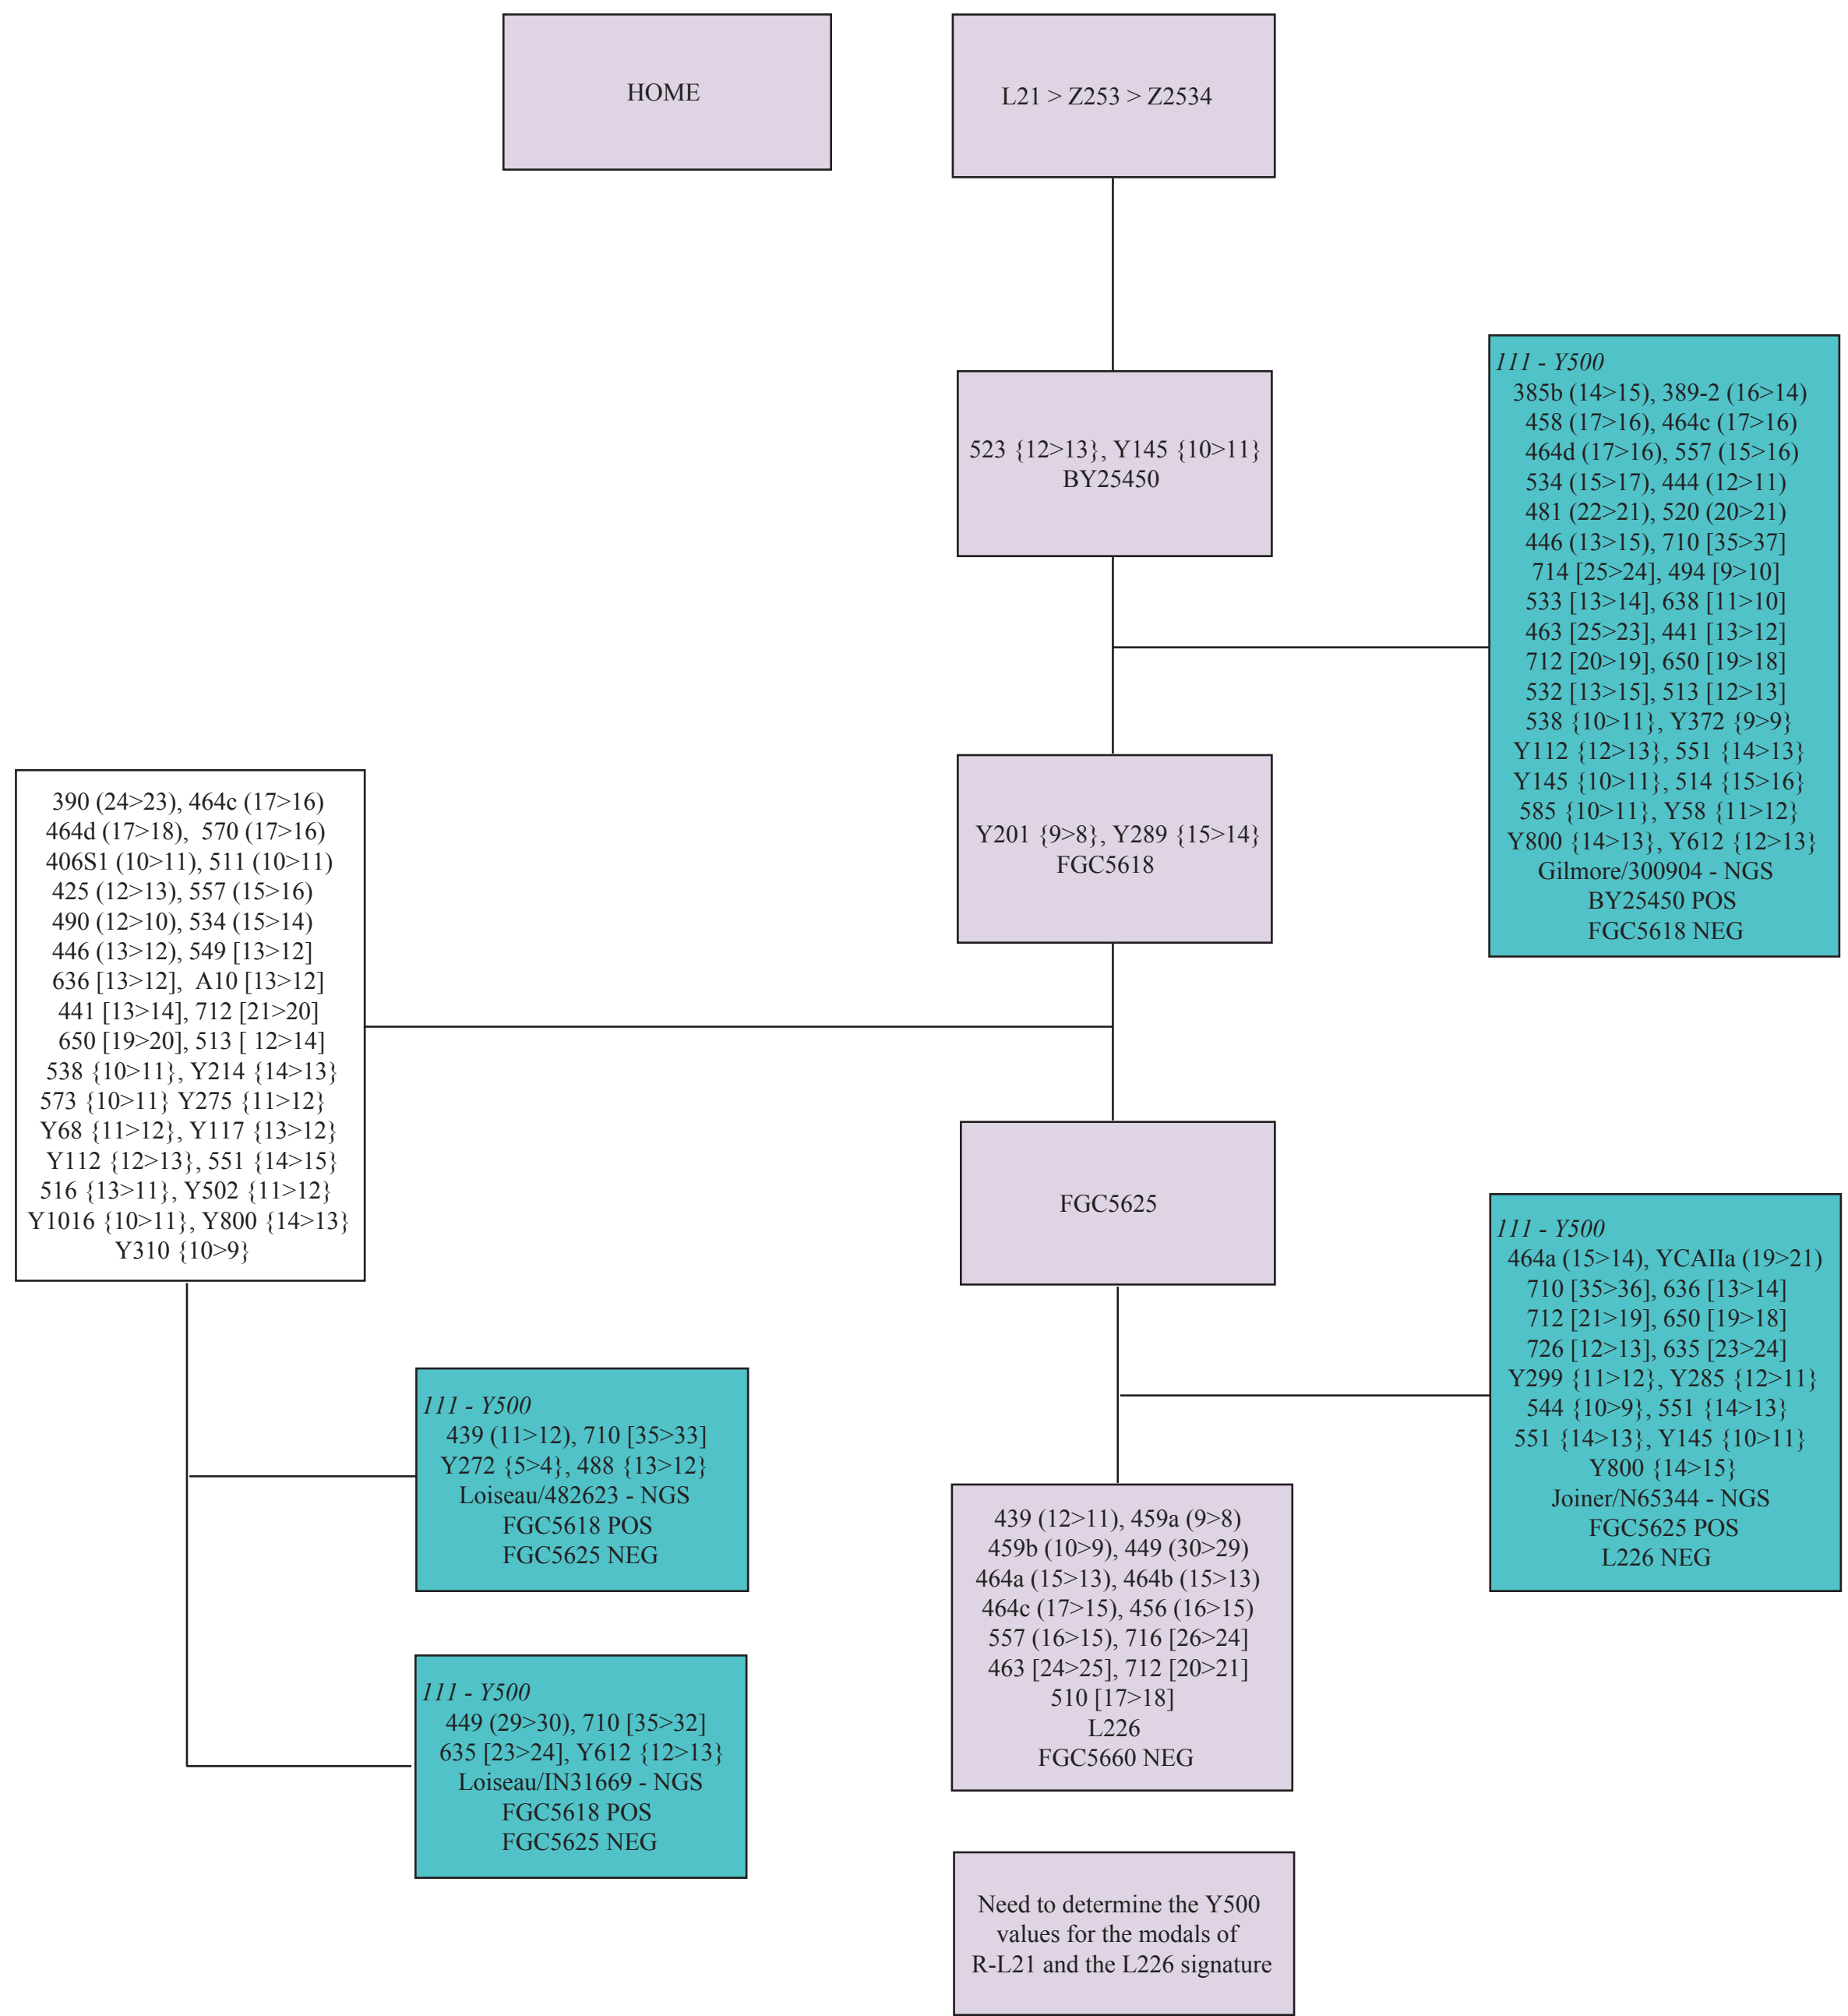 HOME
L21 > Z253 > Z2534
523 {12>13}, Y145 {10>11}
BY25450
111 - Y500
385b (14>15), 389-2 (16>14)
458 (17>16), 464c (17>16)
464d (17>16), 557 (15>16)
534 (15>17), 444 (12>11)
481 (22>21), 520 (20>21)
446 (13>15), 710 [35>37]
714 [25>24], 494 [9>10]
533 [13>14], 638 [11>10]
463 [25>23], 441 [13>12]
712 [20>19], 650 [19>18]
532 [13>15], 513 [12>13]
538 {10>11}, Y372 {9>9}
Y112 {12>13}, 551 {14>13}
Y145 {10>11}, 514 {15>16}
585 {10>11}, Y58 {11>12}
Y800 {14>13}, Y612 {12>13}
Gilmore/300904 - NGS
BY25450 POS
FGC5618 NEG
Y201 {9>8}, Y289 {15>14}
FGC5618
390 (24>23), 464c (17>16)
464d (17>18), 570 (17>16)
406S1 (10>11), 511 (10>11)
425 (12>13), 557 (15>16)
490 (12>10), 534 (15>14)
446 (13>12), 549 [13>12]
636 [13>12], A10 [13>12]
441 [13>14], 712 [21>20]
650 [19>20], 513 [ 12>14]
538 {10>11}, Y214 {14>13}
573 {10>11} Y275 {11>12}
Y68 {11>12}, Y117 {13>12}
Y112 {12>13}, 551 {14>15}
516 {13>11}, Y502 {11>12}
Y1016 {10>11}, Y800 {14>13}
Y310 {10>9}
FGC5625
111 - Y500
464a (15>14), YCAIIa (19>21)
710 [35>36], 636 [13>14]
712 [21>19], 650 [19>18]
726 [12>13], 635 [23>24]
Y299 {11>12}, Y285 {12>11}
544 {10>9}, 551 {14>13}
551 {14>13}, Y145 {10>11}
Y800 {14>15}
Joiner/N65344 - NGS
FGC5625 POS
L226 NEG
111 - Y500
439 (11>12), 710 [35>33]
Y272 {5>4}, 488 {13>12}
Loiseau/482623 - NGS
FGC5618 POS
FGC5625 NEG
439 (12>11), 459a (9>8)
459b (10>9), 449 (30>29)
464a (15>13), 464b (15>13)
464c (17>15), 456 (16>15)
557 (16>15), 716 [26>24]
463 [24>25], 712 [20>21]
510 [17>18]
L226
FGC5660 NEG
111 - Y500
449 (29>30), 710 [35>32]
635 [23>24], Y612 {12>13}
Loiseau/IN31669 - NGS
FGC5618 POS
FGC5625 NEG
Need to determine the Y500
values for the modals of
R-L21 and the L226 signature